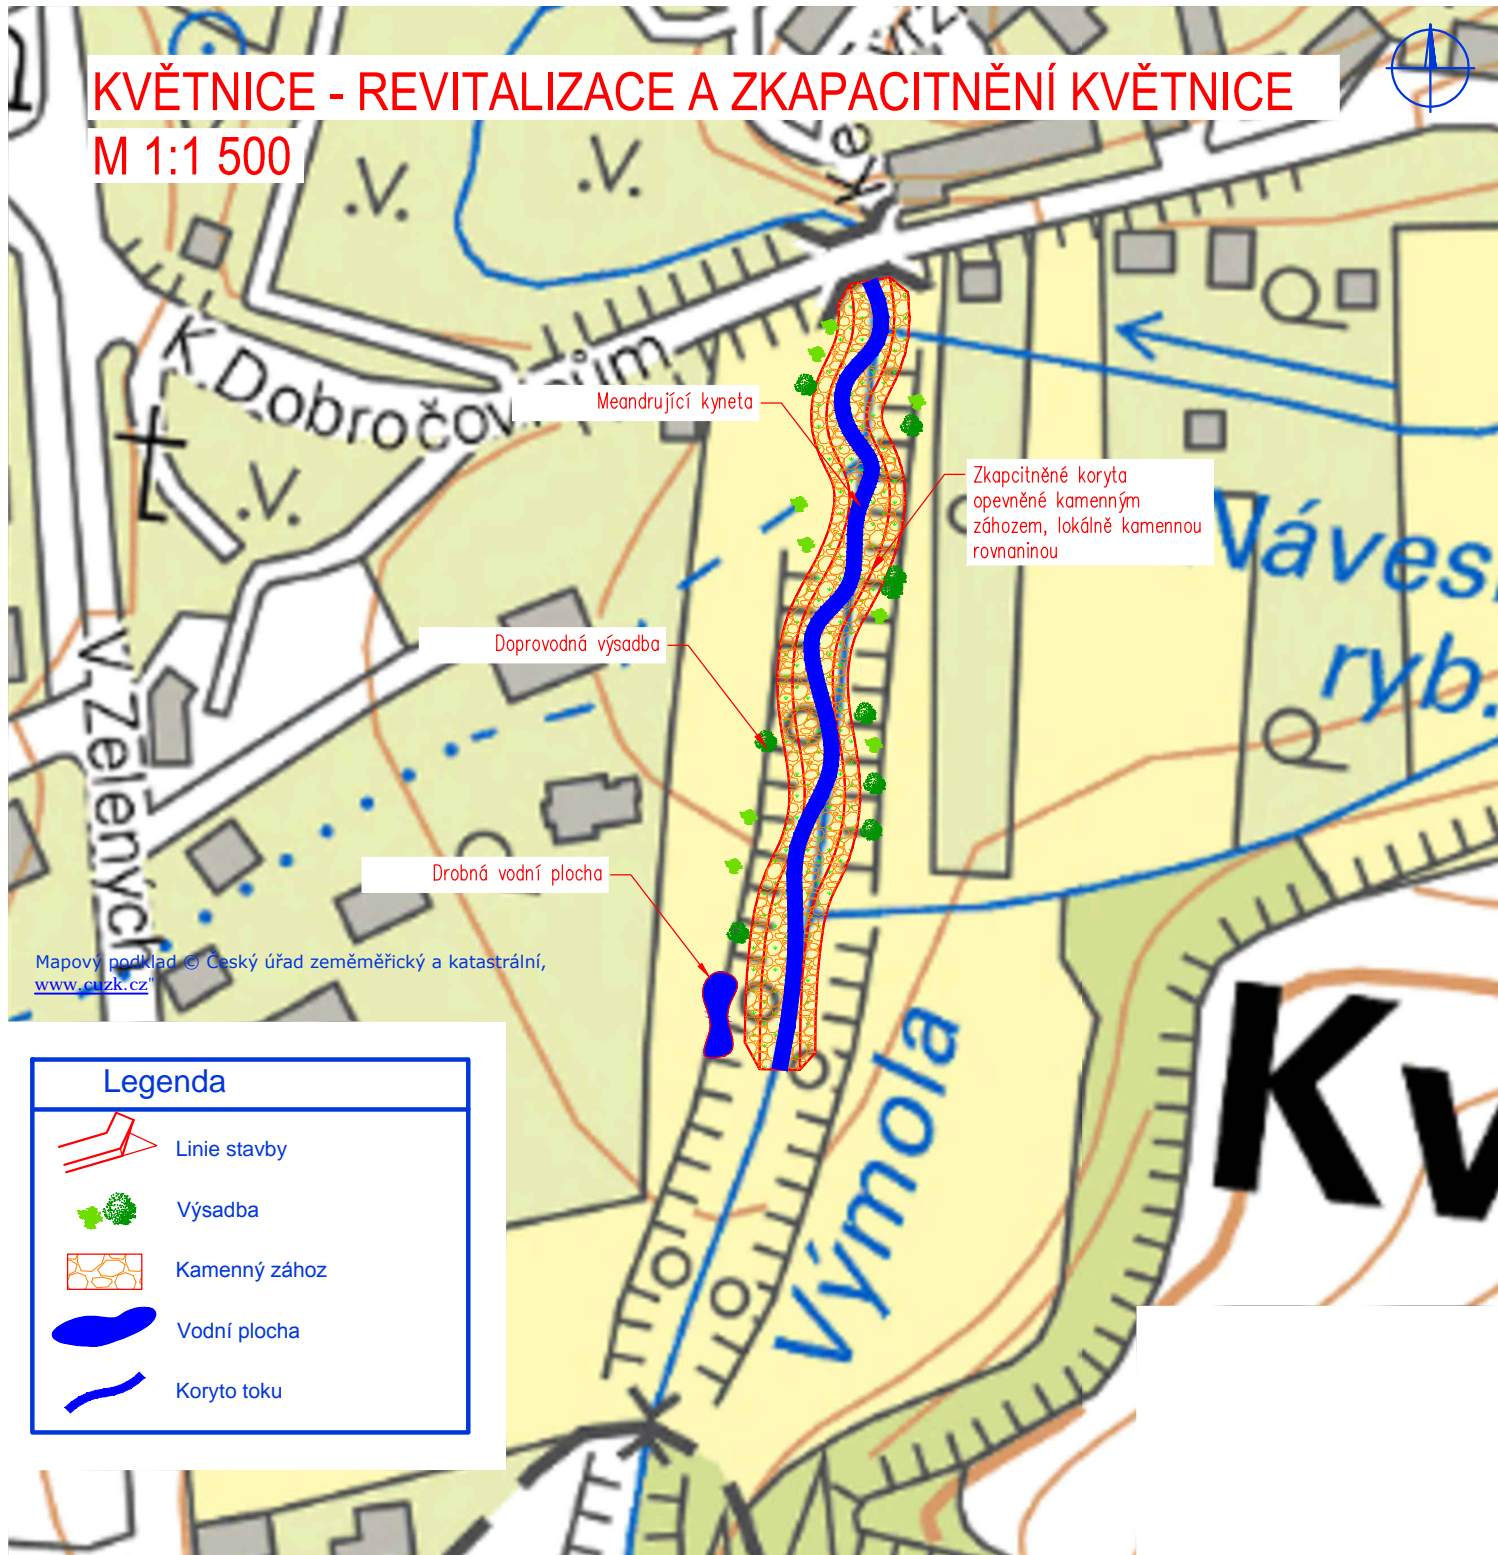 KVĚTNICE - REVITALIZACE A ZKAPACITNĚNÍ KVĚTNICE
M 1:1 500
K Dobročov
ům
Meandrující kyneta
Zkapcitněné koryta
opevněné kamenným
záhozem, lokálně kamennou
rovnaninou
Náves
ryb.
Doprovodná výsadba
V Zelených
Drobná vodní plocha
Mapový podklad © Český úřad zeměměřický a katastrální,
www.cuzk.cz"
Výmola
Kv
Legenda
Linie stavby
Výsadba
Kamenný zához
Vodní plocha
Koryto toku